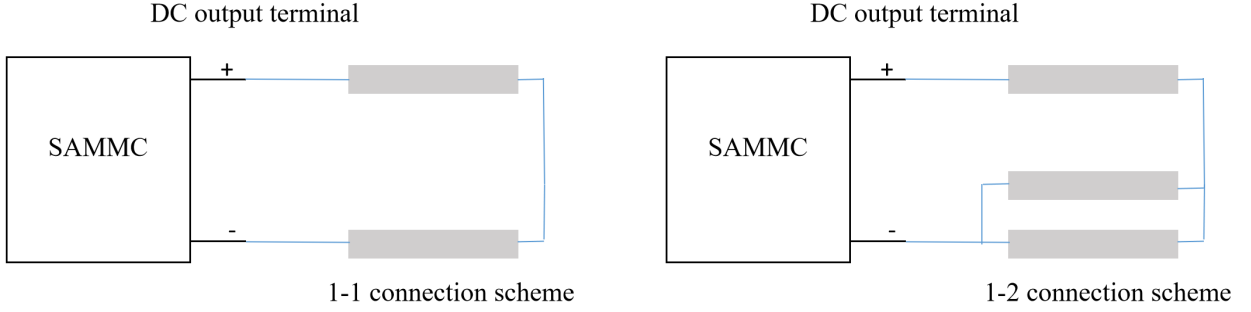 DC output terminal
+
SAMMC
-
1-1 connection scheme
DC output terminal
+
SAMMC
-
1-2 connection scheme